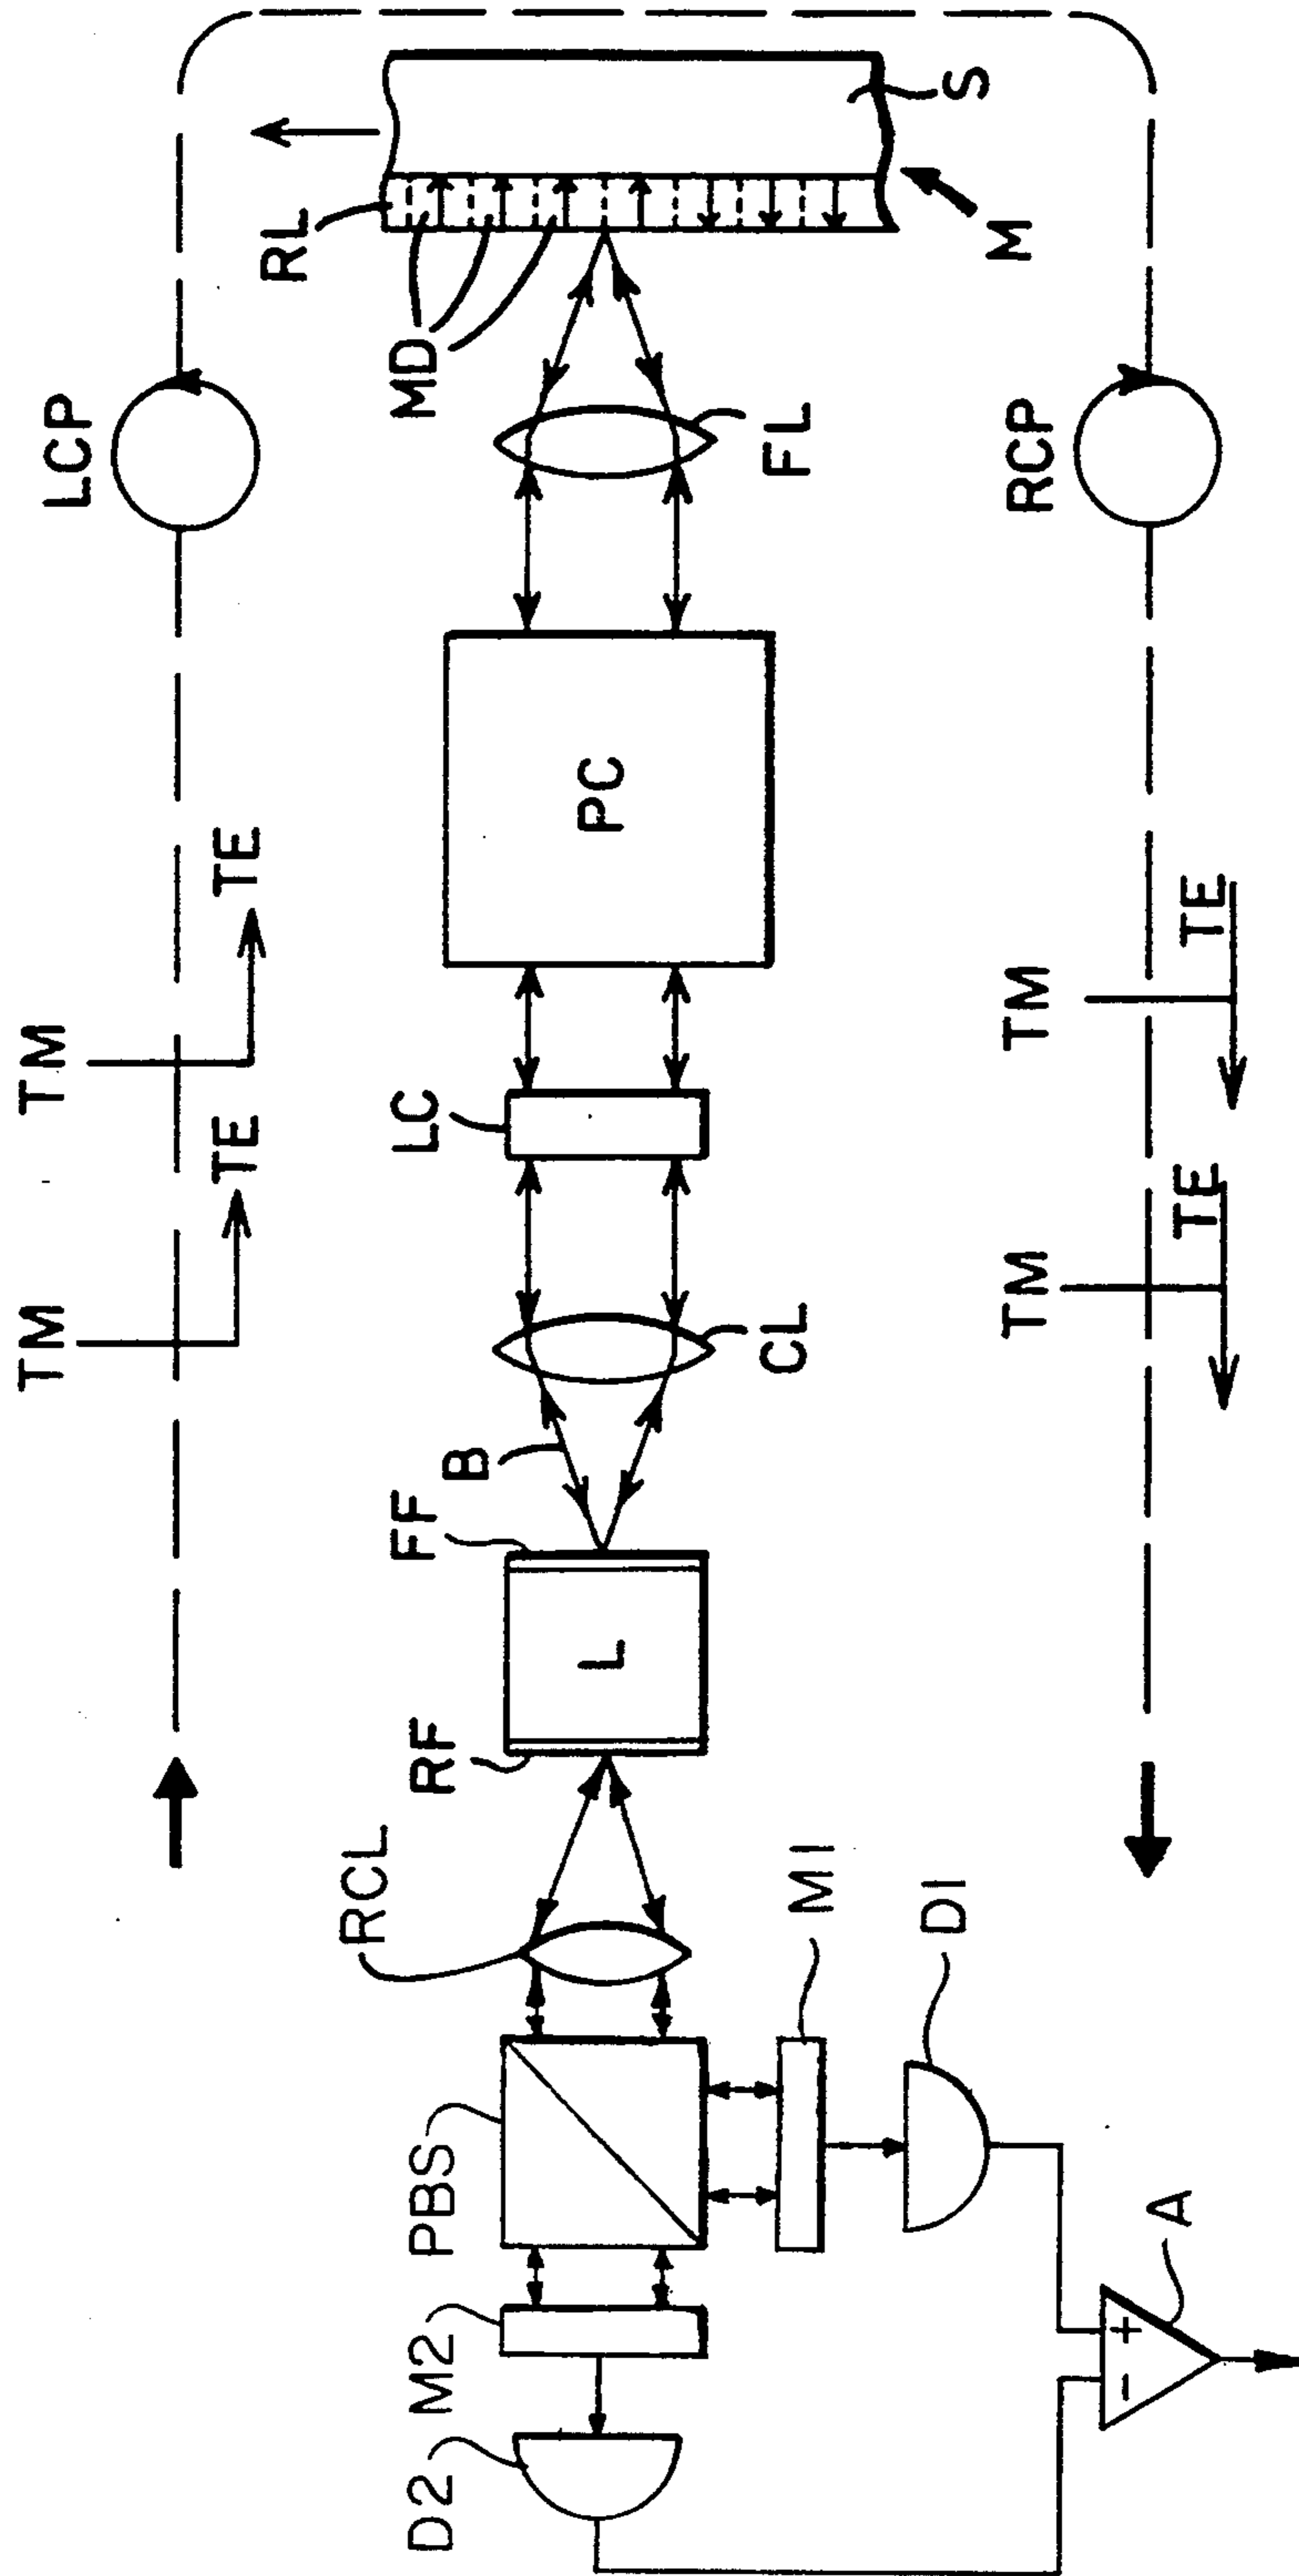 LCP
TM
TE
TM
TE
RL
MD
S
M
FL
PC
LC
CL
B
FF
L
RF
RCL
PBS
M2
D2
M1
D1
A
+
-
RCP
TM
TE
TM
TE